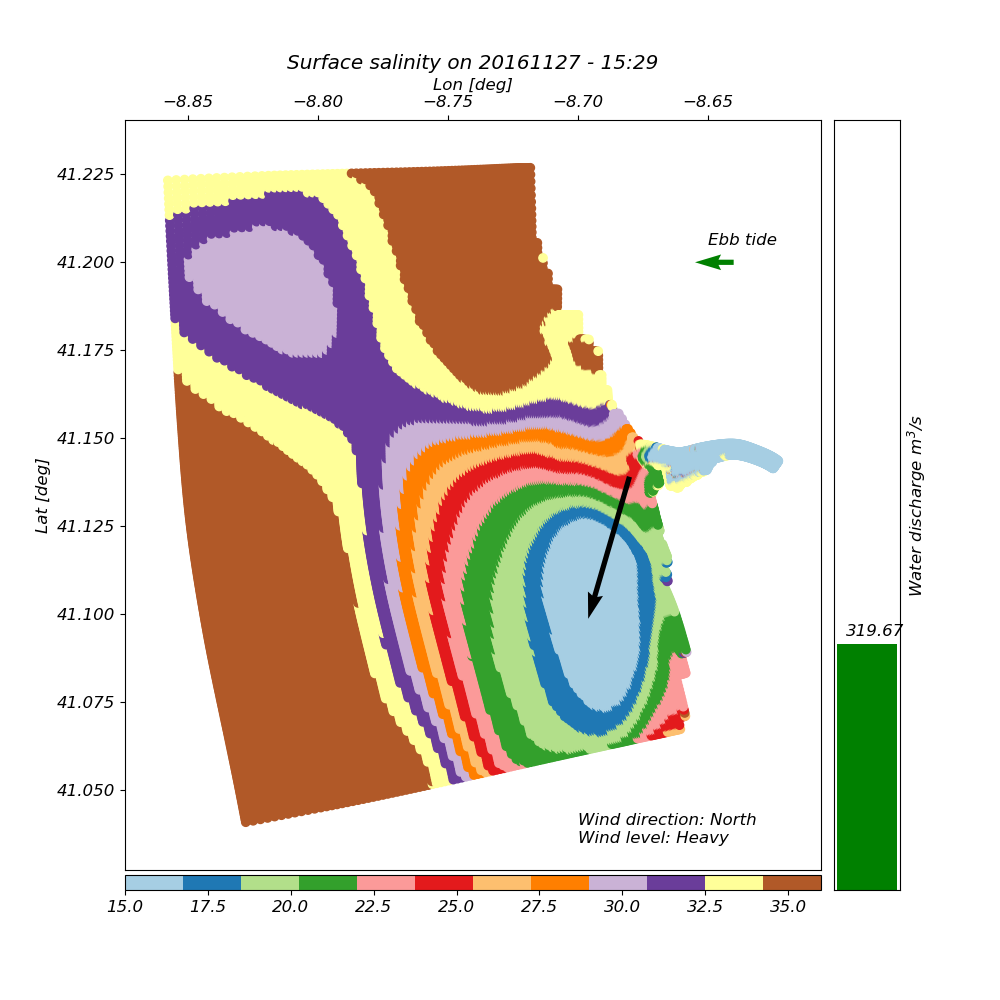 Surface salinity on 20161127 - 15:29
Lon [deg]
−8.85 −8.80 −8.75 −8.70 −8.65
41.225
41.200
41.175
41.150
41.125
41.100
41.075
41.050
Lat [deg]
Ebb tide
Wind direction: North
Wind level: Heavy
15.0 17.5 20.0 22.5 25.0 27.5 30.0 32.5 35.0
319.67
Water discharge m³/s